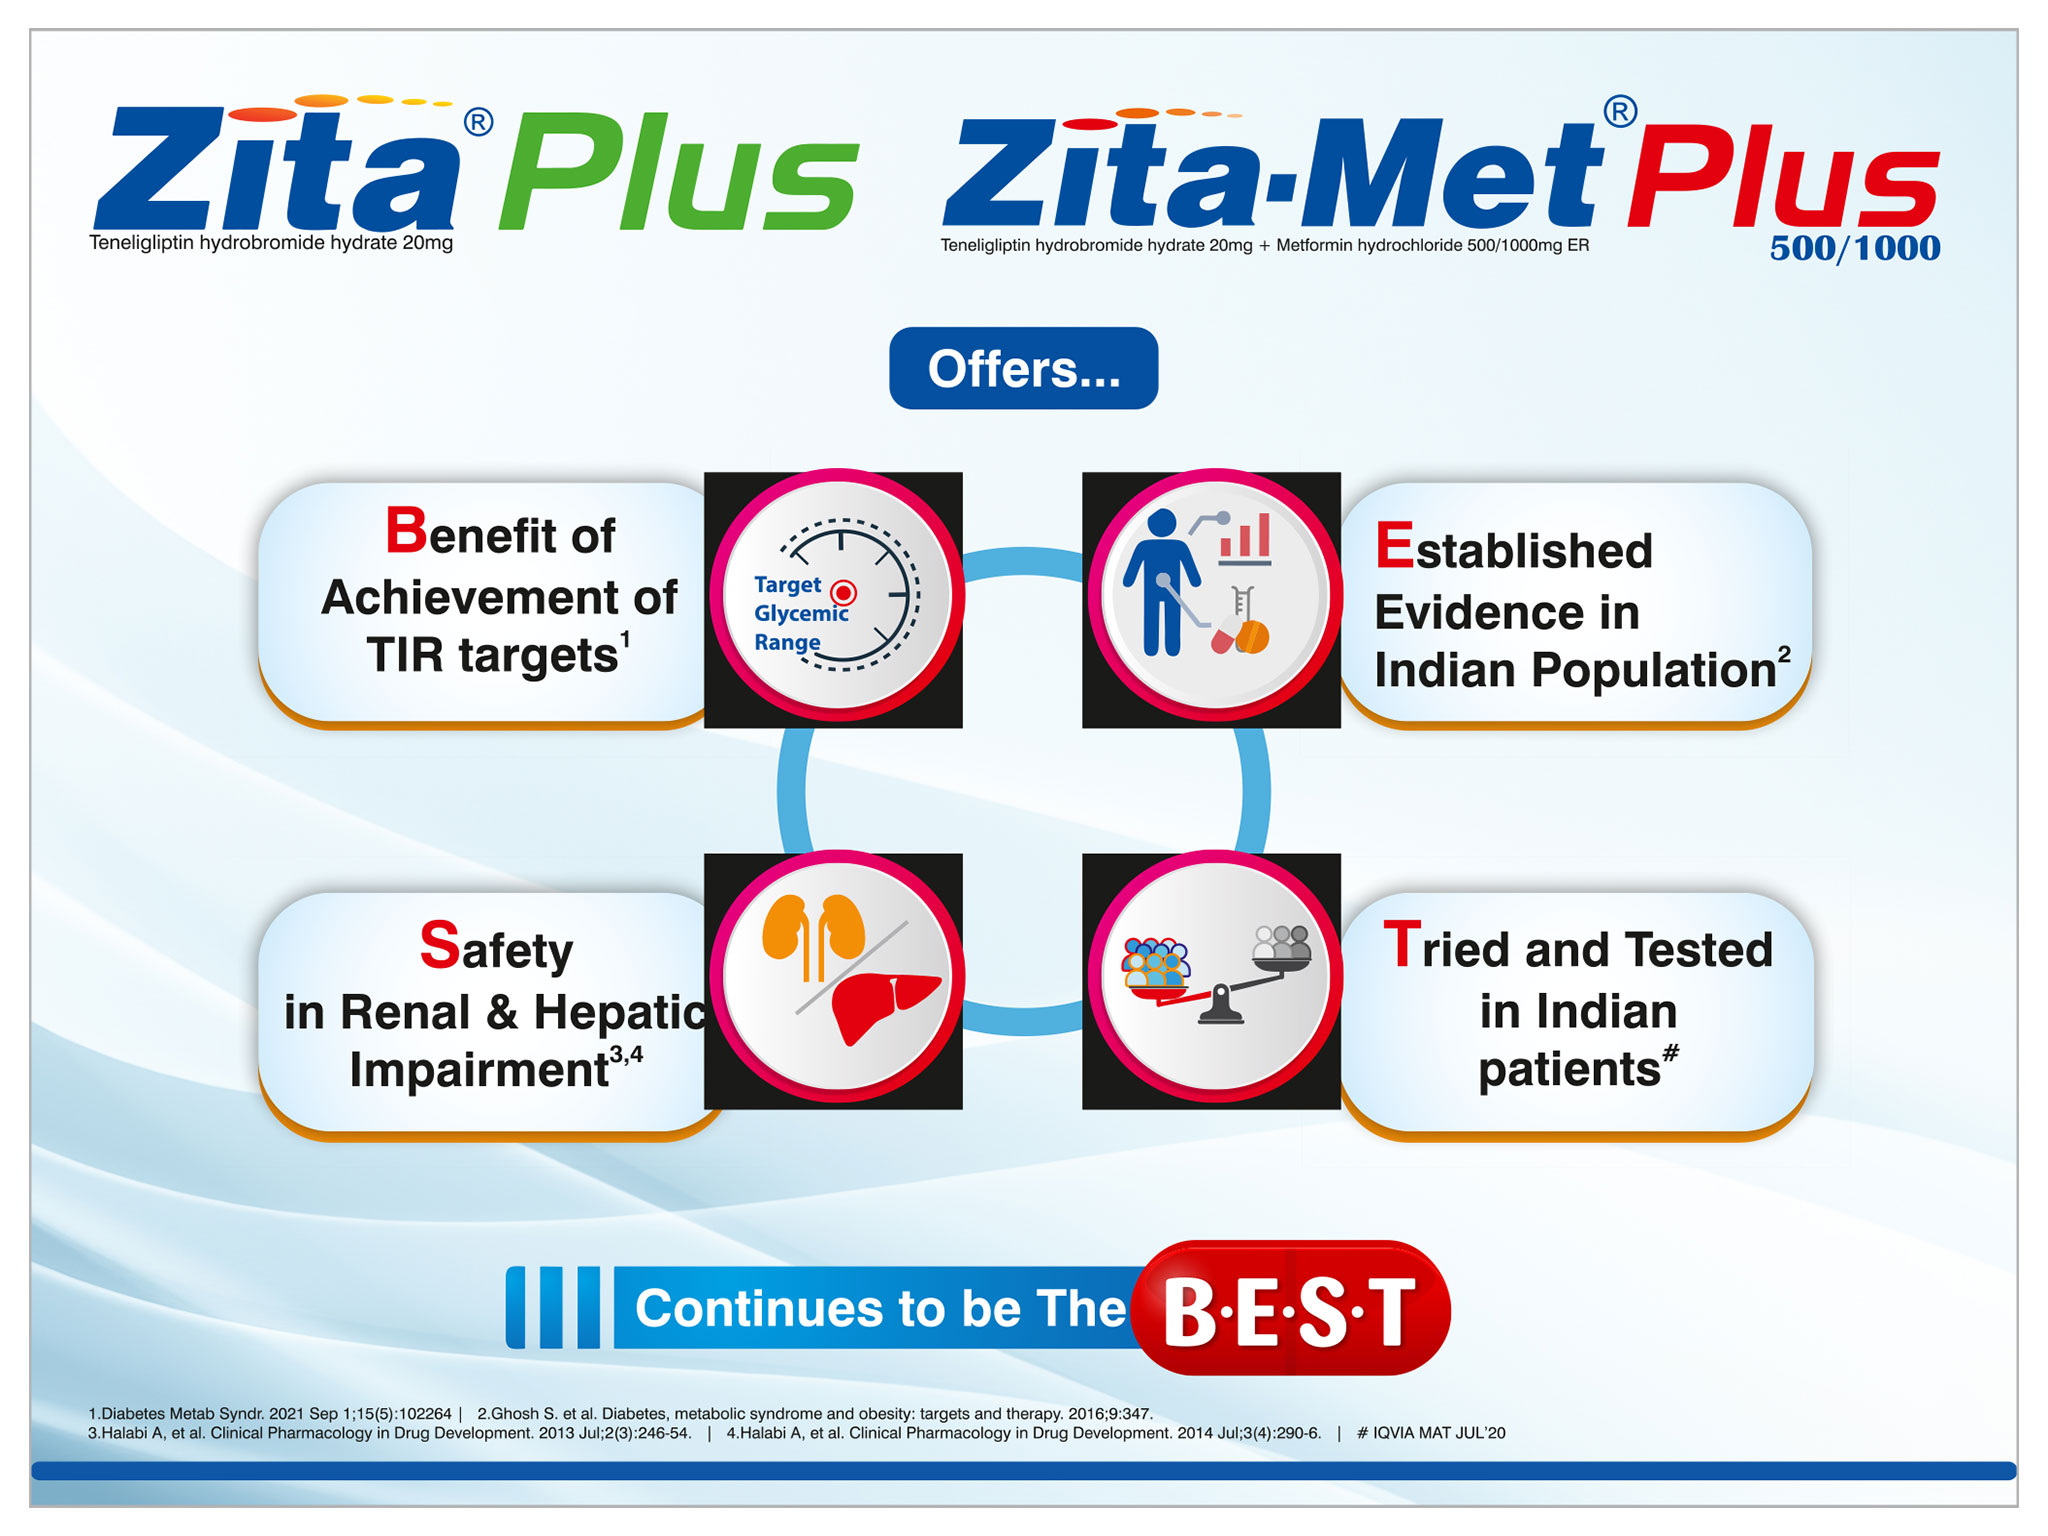 Zita® Plus
Teneligliptin hydrobromide hydrate 20mg
Zita-Met® Plus
500/1000
Teneligliptin hydrobromide hydrate 20mg + Metformin hydrochloride 500/1000mg ER
Offers...
Benefit of
Achievement of
TIR targets1
Target
Glycemic
Range
Established
Evidence in
Indian Population2
Safety
in Renal & Hepatic
Impairment3,4
Tried and Tested
in Indian
patients#
Continues to be The B·E·S·T
1.Diabetes Metab Syndr. 2021 Sep 1;15(5):102264 | 2.Ghosh S. et al. Diabetes, metabolic syndrome and obesity: targets and therapy. 2016;9:347.
3.Halabi A, et al. Clinical Pharmacology in Drug Development. 2013 Jul;2(3):246-54. | 4.Halabi A, et al. Clinical Pharmacology in Drug Development. 2014 Jul;3(4):290-6. | # IQVIA MAT JUL'20